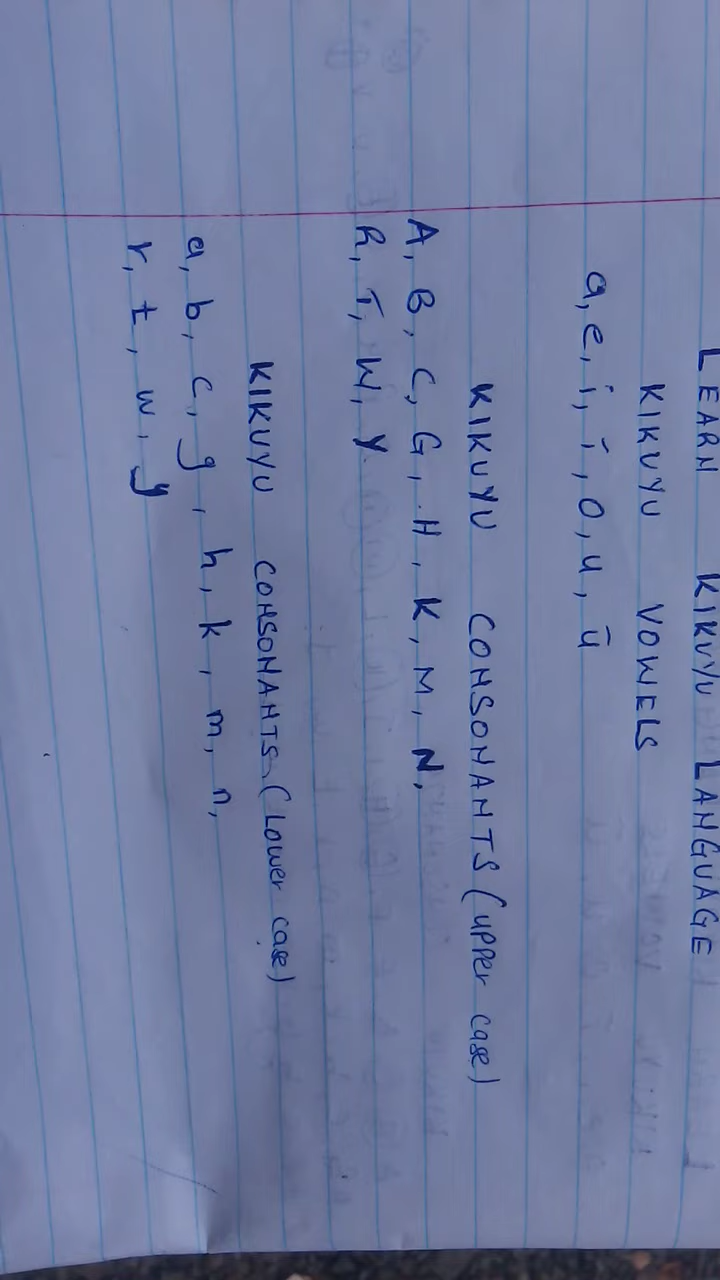 LEARN KIKUYU LANGUAGE
KIKUYU VOWELS
a, e, i, ī, o, u, ū
KIKUYU CONSONANTS (upper case)
A, B, C, G, H, K, M, N,
R, T, W, Y
KIKUYU CONSONANTS (Lower case)
a, b, c, g, h, k, m, n,
r, t, w, y